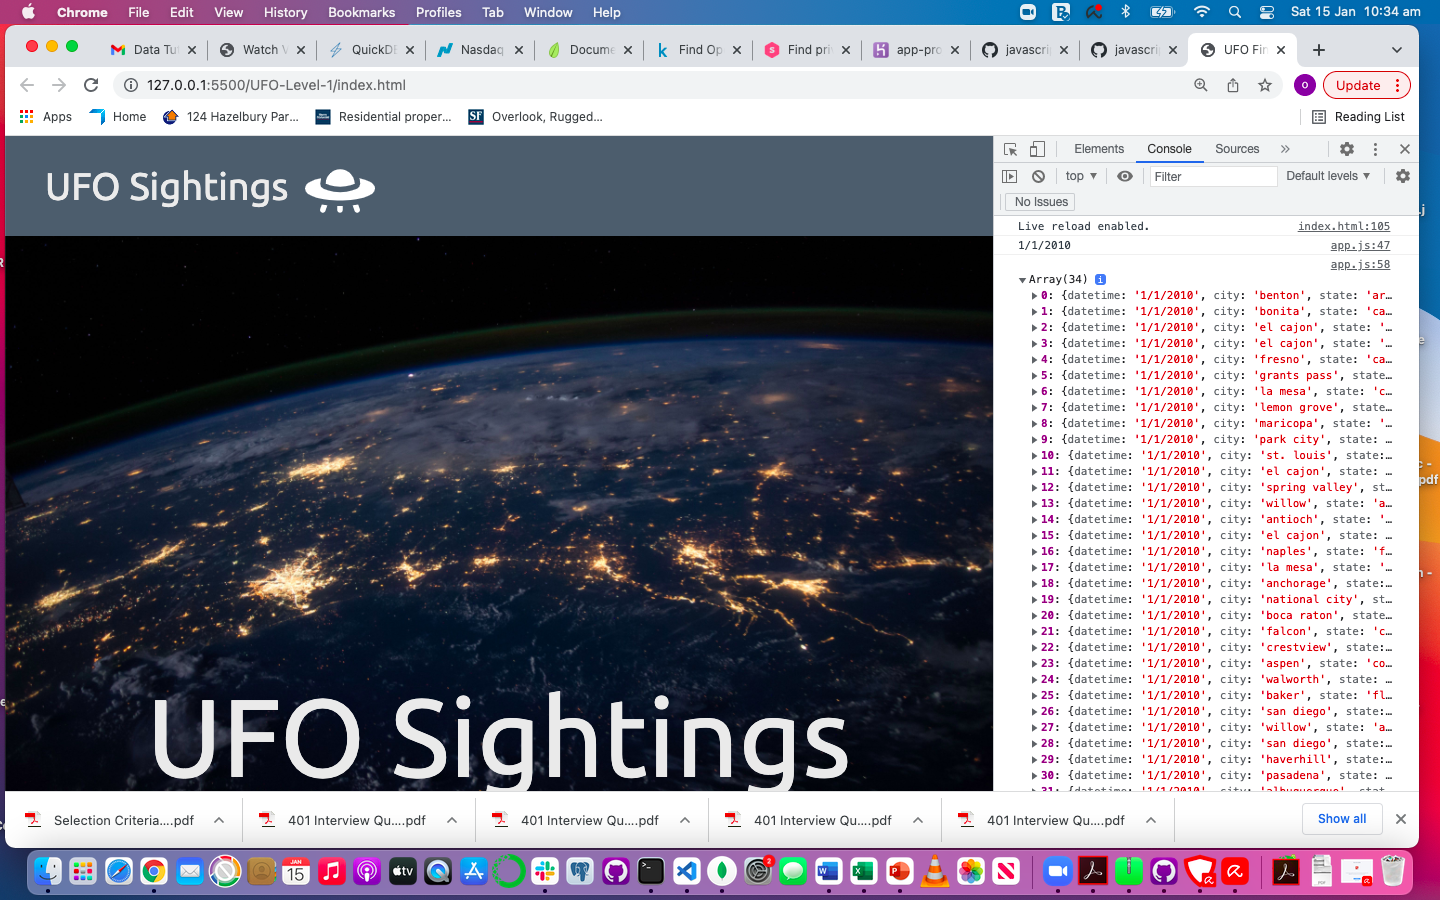 Chrome File Edit View History Bookmarks Profiles Tab Window Help Sat 15 Jan 10:34 am
Data Tu Watch V QuickDB Nasdaq Docume Find Op Find pri app-pro javascri javascri UFO Fin
127.0.0.1:5500/UFO-Level-1/index.html Update
Apps Home 124 Hazelbury Par... Residential proper... SF Overlook, Rugged... Reading List
UFO Sightings
Elements Console Sources »
top Filter Default levels
No Issues
Live reload enabled. index.html:105
1/1/2010 app.js:47
app.js:58
Array(34) i
0: {datetime: '1/1/2010', city: 'benton', state: 'ar…
1: {datetime: '1/1/2010', city: 'bonita', state: 'ca…
2: {datetime: '1/1/2010', city: 'el cajon', state: '…
3: {datetime: '1/1/2010', city: 'el cajon', state: '…
4: {datetime: '1/1/2010', city: 'fresno', state: 'ca…
5: {datetime: '1/1/2010', city: 'grants pass', state…
6: {datetime: '1/1/2010', city: 'la mesa', state: 'c…
7: {datetime: '1/1/2010', city: 'lemon grove', state…
8: {datetime: '1/1/2010', city: 'maricopa', state: '…
9: {datetime: '1/1/2010', city: 'park city', state: …
10: {datetime: '1/1/2010', city: 'st. louis', state:…
11: {datetime: '1/1/2010', city: 'el cajon', state: …
12: {datetime: '1/1/2010', city: 'spring valley', st…
13: {datetime: '1/1/2010', city: 'willow', state: 'a…
14: {datetime: '1/1/2010', city: 'antioch', state: '…
15: {datetime: '1/1/2010', city: 'el cajon', state: …
16: {datetime: '1/1/2010', city: 'naples', state: 'f…
17: {datetime: '1/1/2010', city: 'la mesa', state: '…
18: {datetime: '1/1/2010', city: 'anchorage', state:…
19: {datetime: '1/1/2010', city: 'national city', st…
20: {datetime: '1/1/2010', city: 'boca raton', state…
21: {datetime: '1/1/2010', city: 'falcon', state: 'c…
22: {datetime: '1/1/2010', city: 'crestview', state:…
23: {datetime: '1/1/2010', city: 'aspen', state: 'co…
24: {datetime: '1/1/2010', city: 'walworth', state: …
25: {datetime: '1/1/2010', city: 'baker', state: 'fl…
26: {datetime: '1/1/2010', city: 'san diego', state:…
27: {datetime: '1/1/2010', city: 'willow', state: 'a…
28: {datetime: '1/1/2010', city: 'san diego', state:…
29: {datetime: '1/1/2010', city: 'haverhill', state:…
30: {datetime: '1/1/2010', city: 'pasadena', state: …
31: {datetime: '1/1/2010', city: 'albuquerque', stat…
UFO Sightings
Selection Criteria....pdf 401 Interview Qu....pdf 401 Interview Qu....pdf 401 Interview Qu....pdf 401 Interview Qu....pdf Show all
JAN 15 tv 2